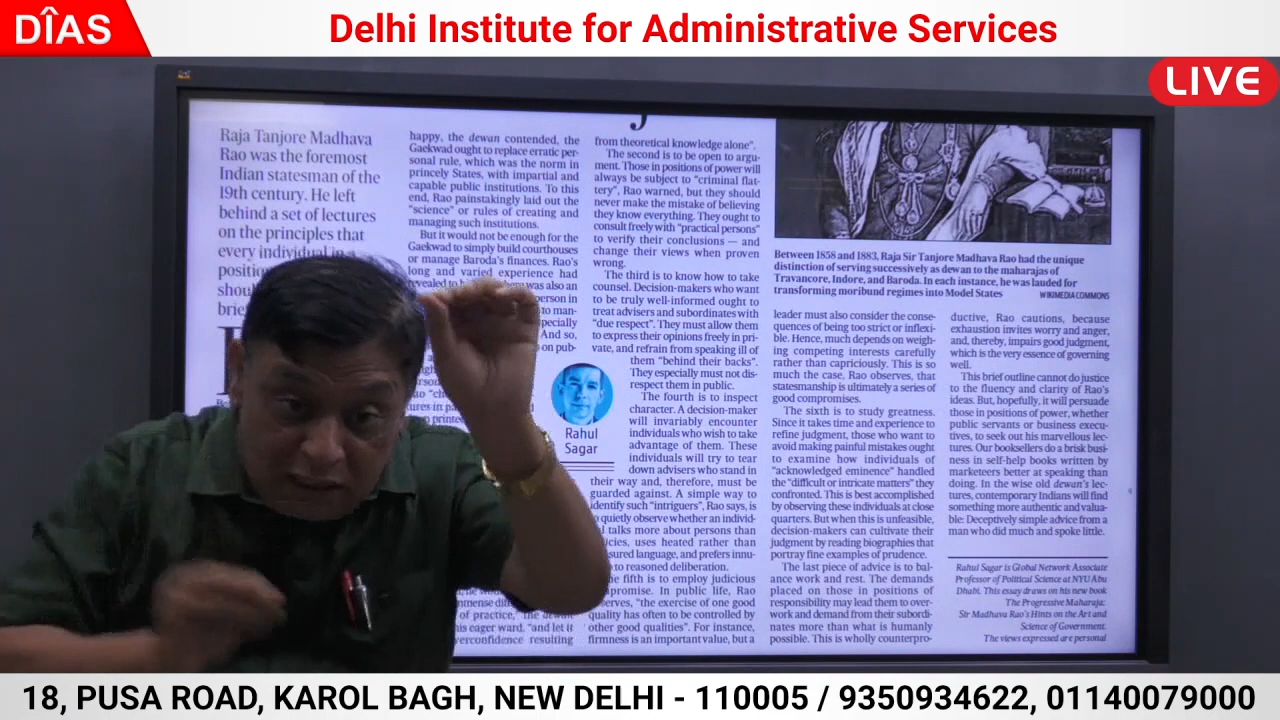 DÎAS
Delhi Institute for Administrative Services
LIVE
Raja Tanjore Madhava
Rao was the foremost
Indian statesman of the
19th century. He left
behind a set of lectures
on the principles that
every individual in a
happy, the dewan contended, the
Gaekwad ought to replace erratic per-
sonal rule, which was the norm in
princely States, with impartial and
capable public institutions. To this
end, Rao painstakingly laid out the
"science" or rules of creating and
managing such institutions.
But it would not be enough for the
Gaekwad to simply build courthouses
or manage Baroda's finances. Rao's
long and varied experience had
was also an
person in
to man-
And so,
on pub-
of practice, the
his eager ward, "and let it
resulting
from theoretical knowledge alone".
The second is to be open to argu-
ment. Those in positions of power will
always be subject to "criminal flat-
tery", Rao warned, but they should
never make the mistake of believing
they know everything. They ought to
consult freely with "practical persons"
to verify their conclusions — and
change their views when proven
wrong.
The third is to know how to take
counsel. Decision-makers who want
to be truly well-informed ought to
treat advisers and subordinates with
"due respect". They must allow them
to express their opinions freely in pri-
vate, and refrain from speaking ill of
them "behind their backs".
They especially must not dis-
respect them in public.
The fourth is to inspect
character. A decision-maker
will invariably encounter
individuals who wish to take
advantage of them. These
individuals will try to tear
down advisers who stand in
their way and, therefore, must be
guarded against. A simple way to
identify such "intriguers", Rao says, is
quietly observe whether an individ-
talks more about persons than
uses heated rather than
language, and prefers innu-
to reasoned deliberation.
fifth is to employ judicious
In public life, Rao
"the exercise of one good
quality has often to be controlled by
other good qualities". For instance,
firmness is an important value, but a
Rahul
Sagar
Between 1858 and 1883, Raja Sir Tanjore Madhava Rao had the unique
distinction of serving successively as dewan to the maharajas of
Travancore, Indore, and Baroda. In each instance, he was lauded for
transforming moribund regimes into Model States WIKIMEDIA COMMONS
leader must also consider the conse-
quences of being too strict or inflexi-
ble. Hence, much depends on weigh-
ing competing interests carefully
rather than capriciously. This is so
much the case, Rao observes, that
statesmanship is ultimately a series of
good compromises.
The sixth is to study greatness.
Since it takes time and experience to
refine judgment, those who want to
avoid making painful mistakes ought
to examine how individuals of
"acknowledged eminence" handled
the "difficult or intricate matters" they
confronted. This is best accomplished
by observing these individuals at close
quarters. But when this is unfeasible,
decision-makers can cultivate their
judgment by reading biographies that
portray fine examples of prudence.
The last piece of advice is to bal-
ance work and rest. The demands
placed on those in positions of
responsibility may lead them to over-
work and demand from their subordi-
nates more than what is humanly
possible. This is wholly counterpro-
ductive, Rao cautions, because
exhaustion invites worry and anger,
and, thereby, impairs good judgment,
which is the very essence of governing
well.
This brief outline cannot do justice
to the fluency and clarity of Rao's
ideas. But, hopefully, it will persuade
those in positions of power, whether
public servants or business execu-
tives, to seek out his marvellous lec-
tures. Our booksellers do a brisk busi-
ness in self-help books written by
marketeers better at speaking than
doing. In the wise old dewan's lec-
tures, contemporary Indians will find
something more authentic and valua-
ble: Deceptively simple advice from a
man who did much and spoke little.
Rahul Sagar is Global Network Associate
Professor of Political Science at NYU Abu
Dhabi. This essay draws on his new book
The Progressive Maharaja:
Sir Madhava Rao's Hints on the Art and
Science of Government.
The views expressed are personal
18, PUSA ROAD, KAROL BAGH, NEW DELHI - 110005 / 9350934622, 01140079000